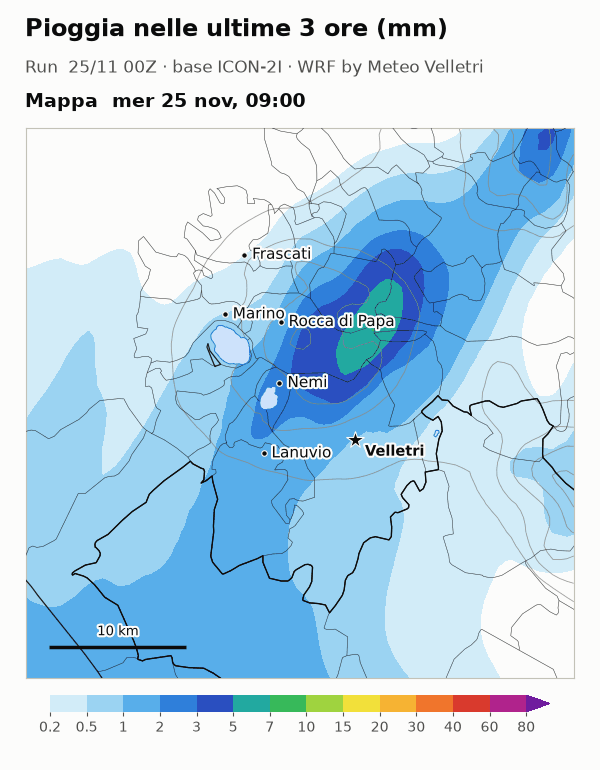 Pioggia nelle ultime 3 ore (mm)
Run  25/11 00Z · base ICON-2I · WRF by Meteo Velletri
Mappa  mer 25 nov, 09:00
Frascati
Marino
Rocca di Papa
Nemi
Velletri
Lanuvio
10 km
0.2 0.5 1 2 3 5 7 10 15 20 30 40 60 80